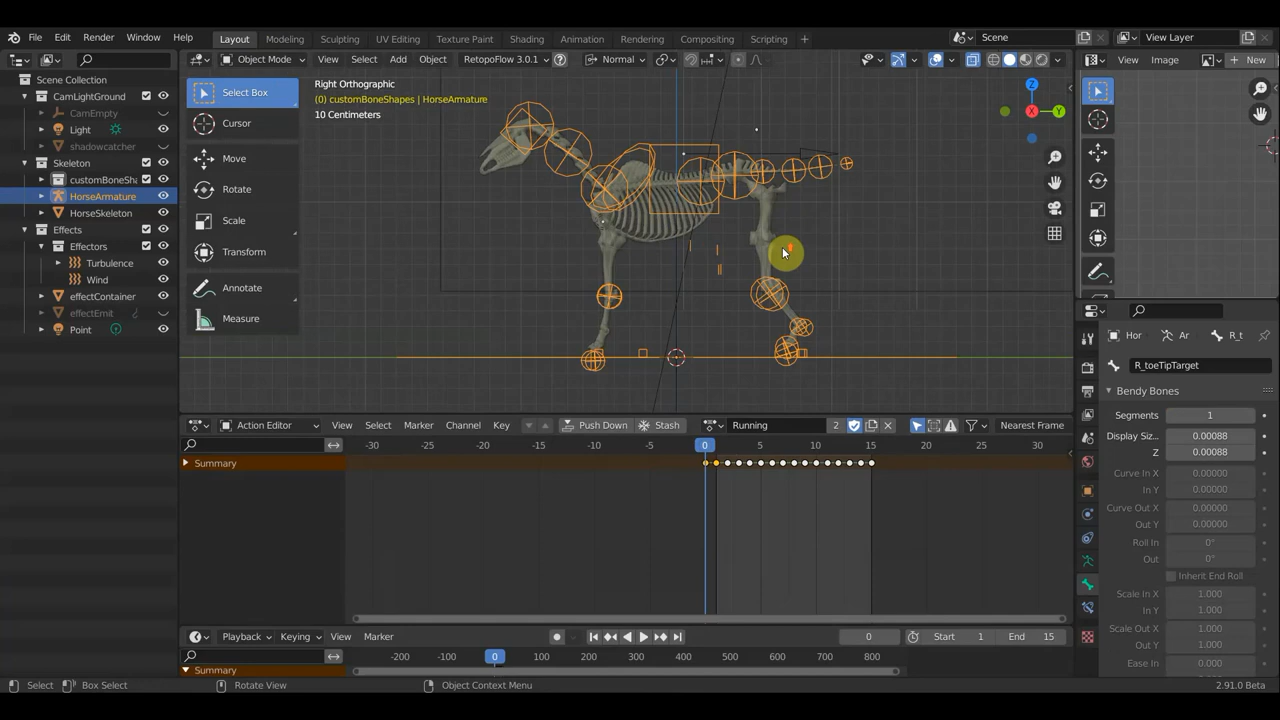 File Edit Render Window Help
Layout Modeling Sculpting UV Editing Texture Paint Shading Animation Rendering Compositing Scripting +
Scene
View Layer
Object Mode View Select Add Object RetopoFlow 3.0.1 Normal
View Image New
Scene Collection
CamLightGround
CamEmpty
Light
shadowcatcher
Skeleton
customBoneSha
HorseArmature
HorseSkeleton
Effects
Effectors
Turbulence
Wind
effectContainer
effectEmit
Point
Select Box
Cursor
Move
Rotate
Scale
Transform
Annotate
Measure
Right Orthographic
(0) customBoneShapes | HorseArmature
10 Centimeters
Z
X
Y
Hor Ar R_t
R_toeTipTarget
Bendy Bones
Segments 1
Display Siz... 0.00088
Z 0.00088
Curve In X 0.00000
In Y 0.00000
Curve Out X 0.00000
Out Y 0.00000
Roll In 0°
Out 0°
Inherit End Roll
Scale In X 1.000
In Y 1.000
Scale Out X 1.000
Out Y 1.000
Ease In 0.000
Action Editor View Select Marker Channel Key Push Down Stash Running 2 Nearest Frame
-30 -25 -20 -15 -10 -5 0 5 10 15 20 25 30
Summary
Playback Keying View Marker 0 Start 1 End 15
-200 -100 0 100 200 300 400 500 600 700 800
Summary
Select Box Select Rotate View Object Context Menu 2.91.0 Beta